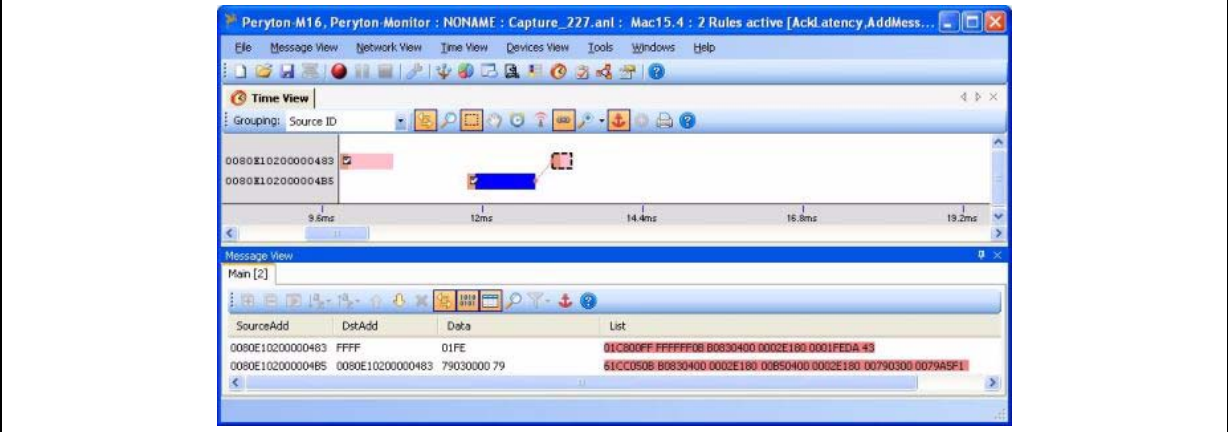 Peryton-M16, Peryton-Monitor : NONAME : Capture_227.anl : Mac15.4 : 2 Rules active [AckLatency,AddMess...
File Message View Network View Time View Devices View Tools Windows Help
Time View
Grouping: Source ID
0080E10200000483
0080E102000004B5
9.6ms 12ms 14.4ms 16.8ms 19.2ms
Message View
Main [2]
SourceAdd DstAdd Data List
0080E10200000483 FFFF 01FE 01C800FF FFFFFF08 B0830400 0002E180 0001FEDA 43
0080E102000004B5 0080E10200000483 79030000 79 61CC050B B0830400 0002E180 00B50400 0002E180 00790300 0079A5F1